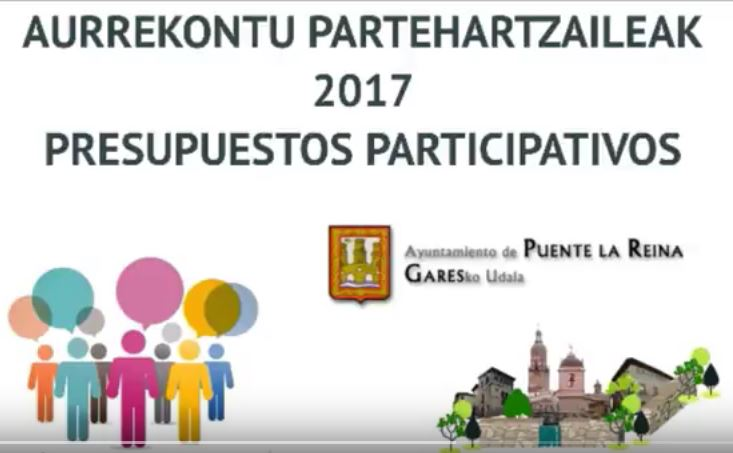 AURREKONTU PARTEHARTZAILEAK
2017
PRESUPUESTOS PARTICIPATIVOS
Ayuntamiento de PUENTE LA REINA
GARESko Udala